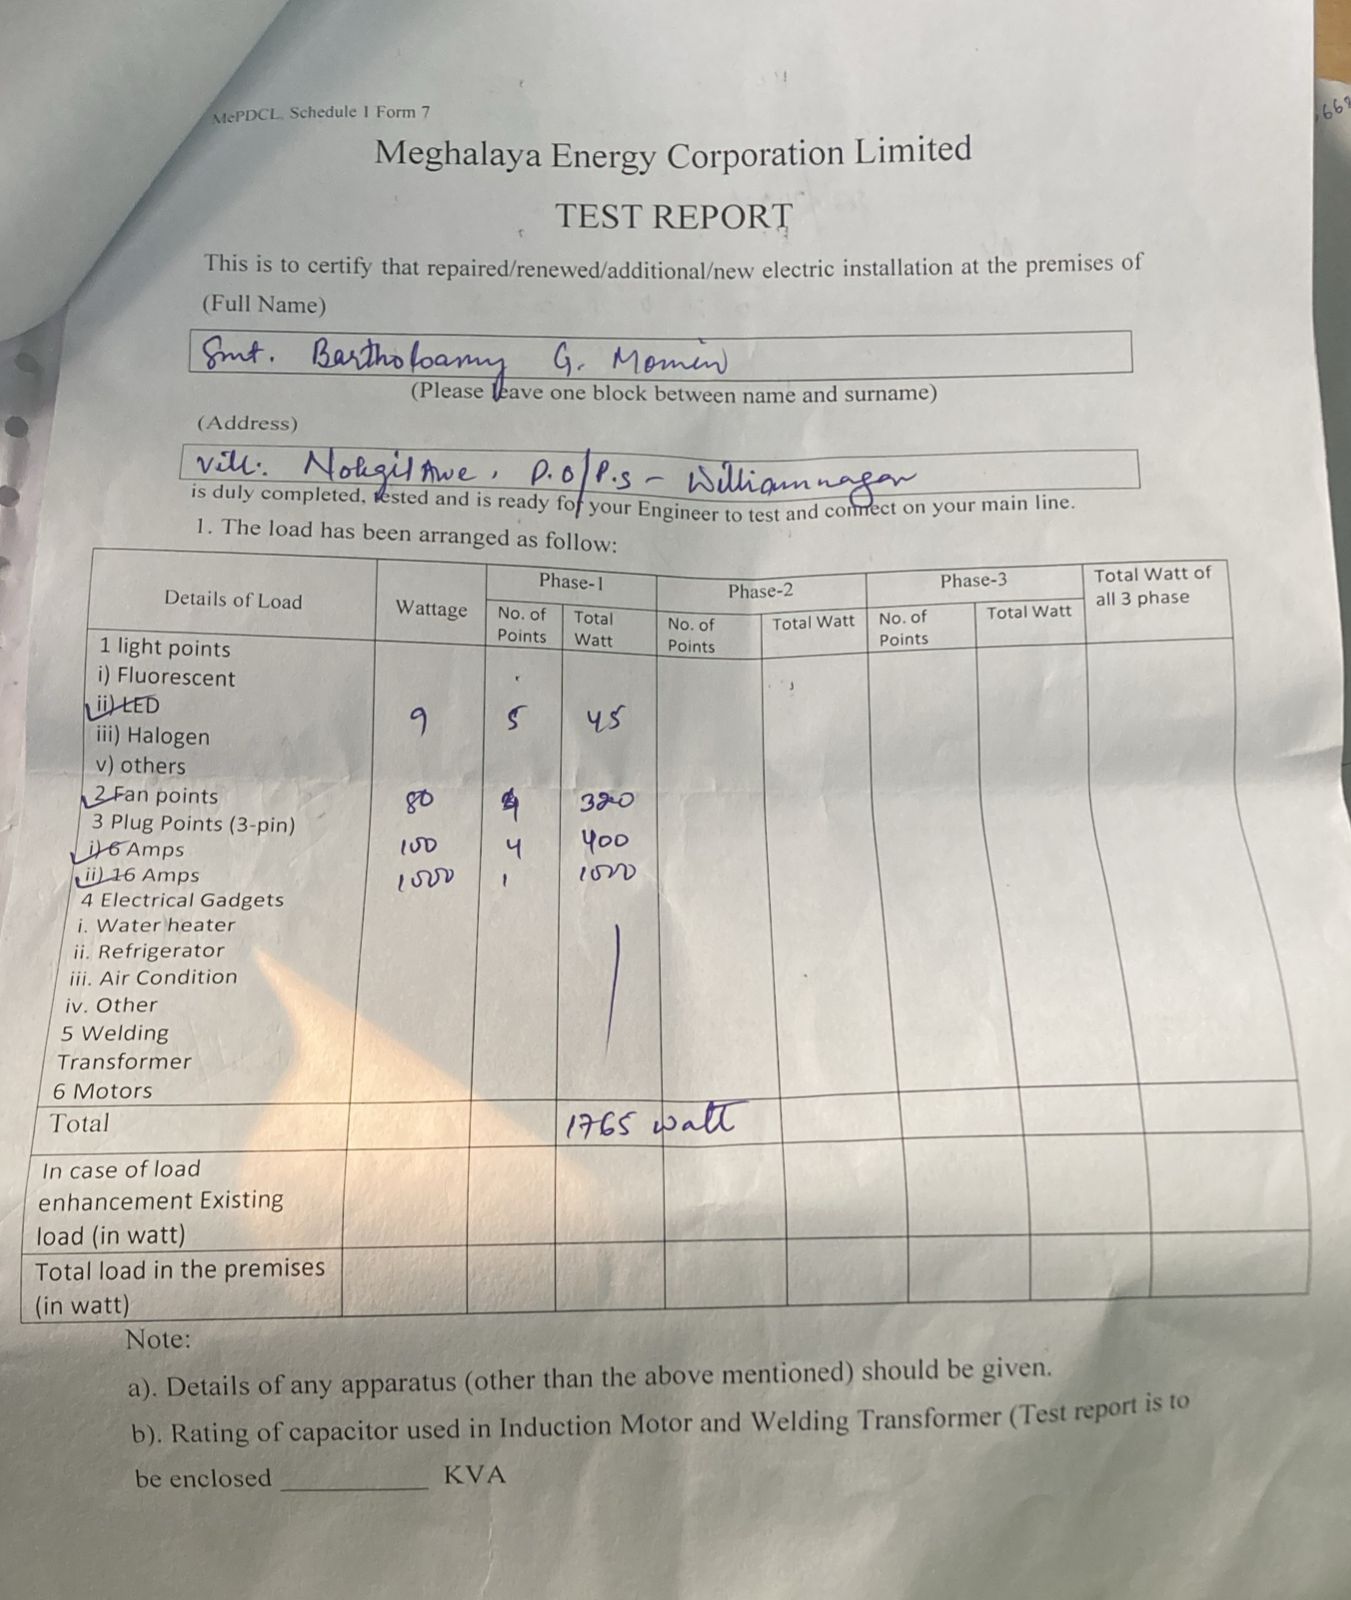 MePDCL, Schedule 1 Form 7
Meghalaya Energy Corporation Limited
TEST REPORT
This is to certify that repaired/renewed/additional/new electric installation at the premises of
(Full Name)
Smt. Bartholoamy G. Momin
(Please leave one block between name and surname)
(Address)
Vill:. Nokgil Awe, P.O/P.S - Williamnagar
is duly completed, tested and is ready for your Engineer to test and connect on your main line.
1. The load has been arranged as follow:
Details of Load Wattage Phase-1 Phase-2 Phase-3 Total Watt of all 3 phase
No. of Points Total Watt No. of Points Total Watt No. of Points Total Watt
1 light points
i) Fluorescent
ii) LED 9 5 45
iii) Halogen
v) others
2 Fan points 80 4 320
3 Plug Points (3-pin)
i) 6 Amps 100 4 400
ii) 16 Amps 1000 1 1000
4 Electrical Gadgets
i. Water heater
ii. Refrigerator
iii. Air Condition
iv. Other
5 Welding
Transformer
6 Motors
Total 1765 watt
In case of load
enhancement Existing
load (in watt)
Total load in the premises
(in watt)
Note:
a). Details of any apparatus (other than the above mentioned) should be given.
b). Rating of capacitor used in Induction Motor and Welding Transformer (Test report is to
be enclosed __________ KVA